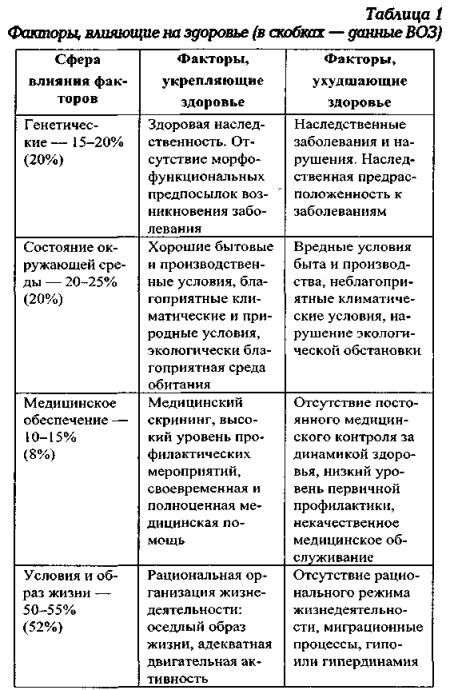 Таблица 1
Факторы, влияющие на здоровье (в скобках — данные ВОЗ)
Сфера
влияния фак-
торов
Факторы,
укрепляющие
здоровье
Факторы,
ухудшающие
здоровье
Генетичес-
кие — 15–20%
(20%)
Здоровая наслед-
ственность. От-
сутствие морфо-
функциональных
предпосылок воз-
никновения забо-
левания
Наследственные
заболевания и на-
рушения. Наслед-
ственная предрас-
положенность к
заболеваниям
Состояние ок-
ружающей сре-
ды — 20–25%
(20%)
Хорошие бытовые
и производствен-
ные условия, бла-
гоприятные кли-
матические и при-
родные условия,
экологически бла-
гоприятная среда
обитания
Вредные условия
быта и производ-
ства, неблагопри-
ятные климатиче-
ские условия, на-
рушение экологи-
ческой обстановки
Медицинское
обеспечение —
10–15%
(8%)
Медицинский
скрининг, высо-
кий уровень про-
филактических
мероприятий,
своевременная и
полноценная ме-
дицинская по-
мощь
Отсутствие посто-
янного медицин-
ского контроля за
динамикой здоро-
вья, низкий уро-
вень первичной
профилактики,
некачественное
медицинское об-
служивание
Условия и об-
раз жизни —
50–55%
(52%)
Рациональная ор-
ганизация жизне-
деятельности:
оседлый образ
жизни, адекватная
двигательная ак-
тивность
Отсутствие рацио-
нального режима
жизнедеятельно-
сти, миграционные
процессы, гипо-
или гипердинамия